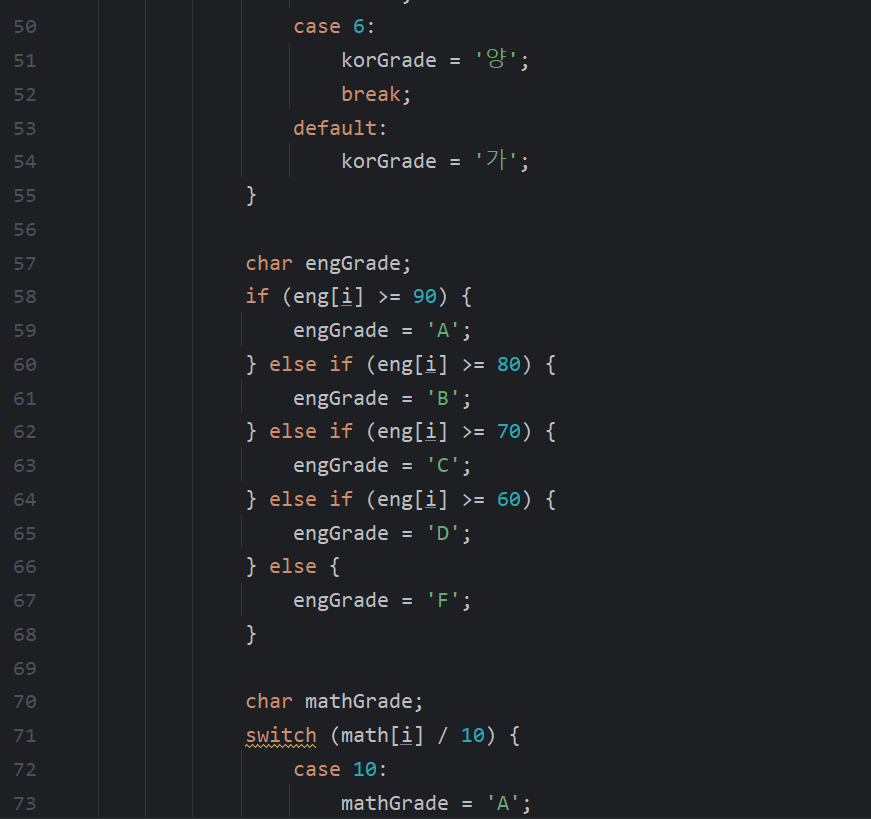 50 case 6:
51 korGrade = '양';
52 break;
53 default:
54 korGrade = '가';
55 }
56
57 char engGrade;
58 if (eng[i] >= 90) {
59 engGrade = 'A';
60 } else if (eng[i] >= 80) {
61 engGrade = 'B';
62 } else if (eng[i] >= 70) {
63 engGrade = 'C';
64 } else if (eng[i] >= 60) {
65 engGrade = 'D';
66 } else {
67 engGrade = 'F';
68 }
69
70 char mathGrade;
71 switch (math[i] / 10) {
72 case 10:
73 mathGrade = 'A';